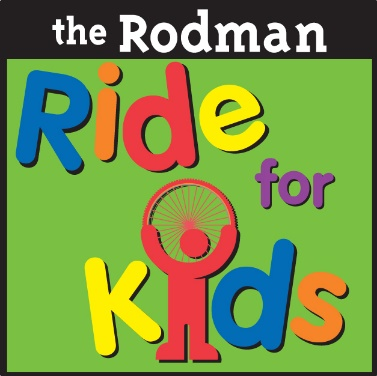 the Rodman
Ride
for
Kids